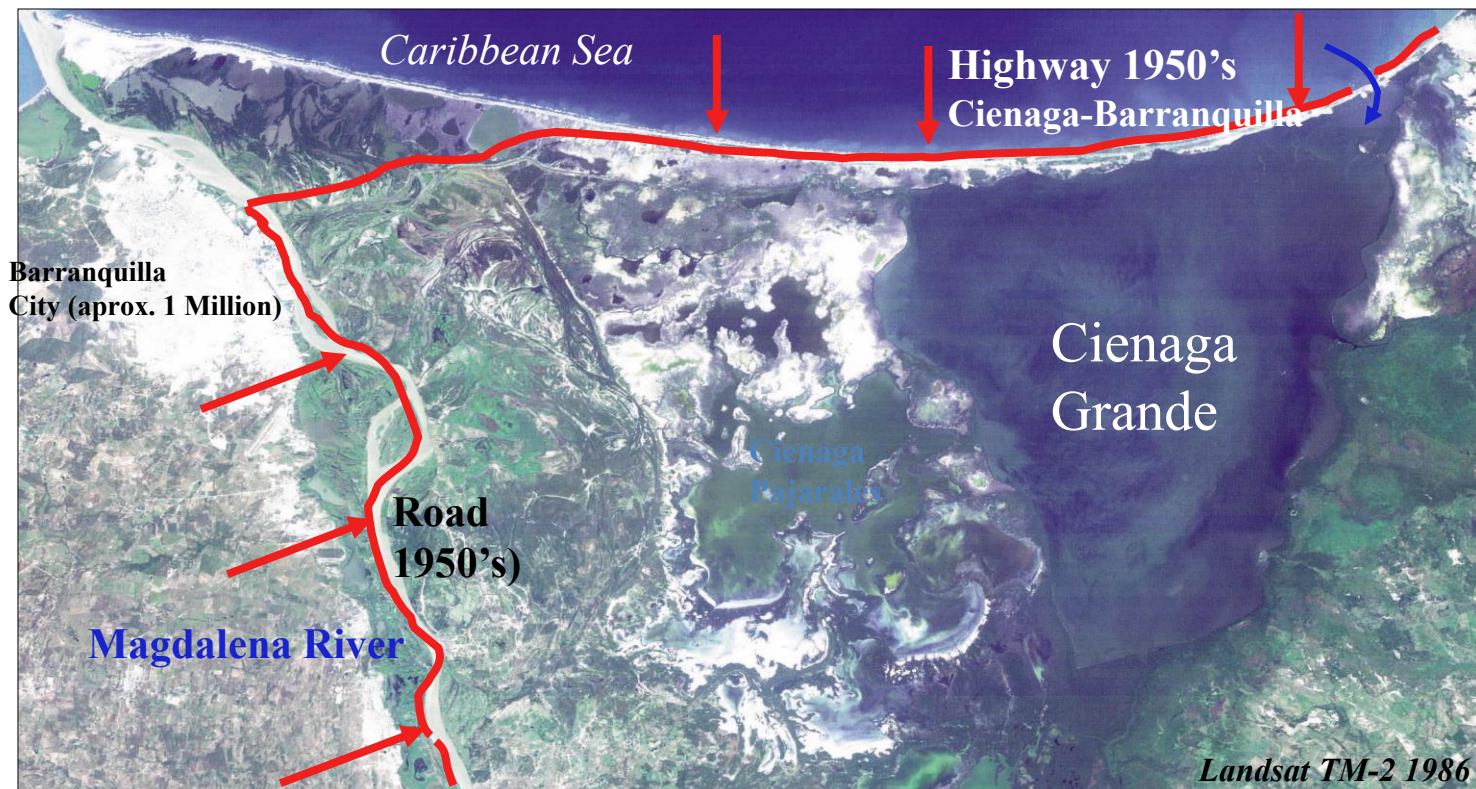 Caribbean Sea
Highway 1950's
Cienaga-Barranquilla
Barranquilla
City (aprox. 1 Million)
Cienaga
Grande
Cienaga
Pajarales
Road
1950’s)
Magdalena River
Landsat TM-2 1986